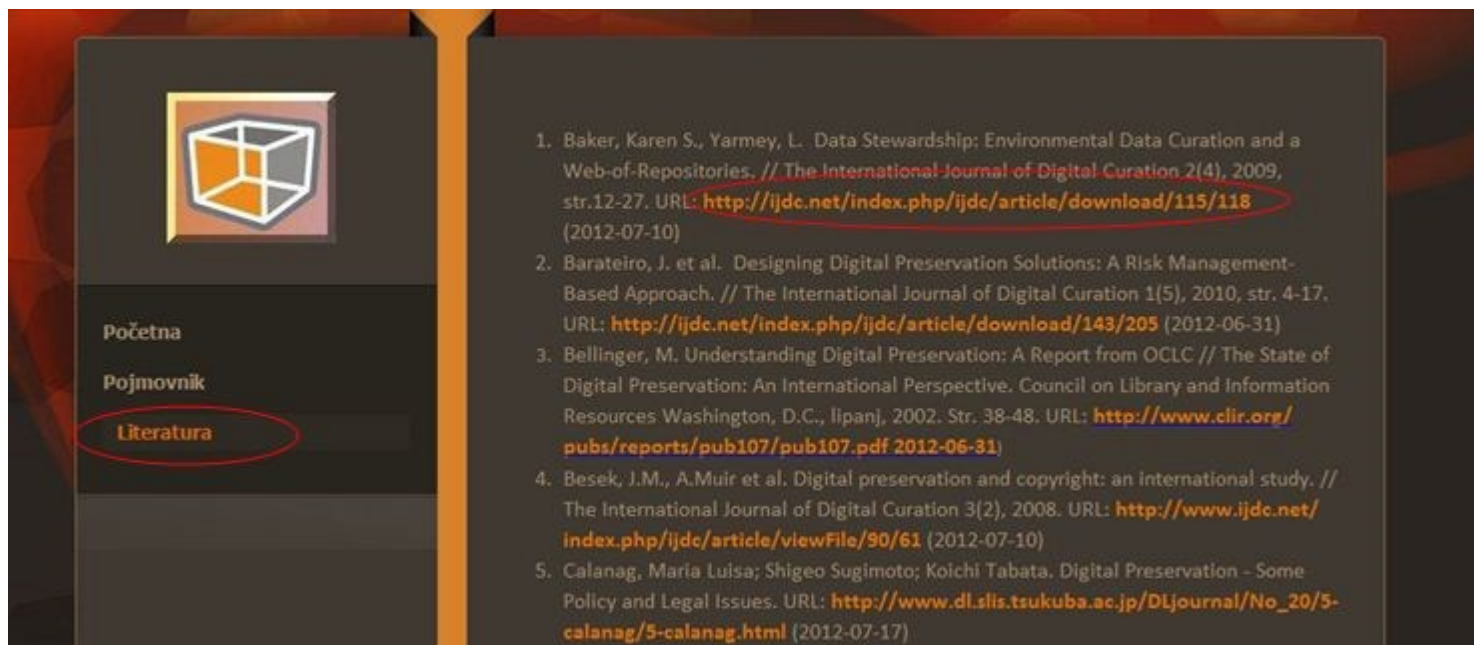 Početna
Pojmovnik
Literatura
1. Baker, Karen S., Yarmey, L. Data Stewardship: Environmental Data Curation and a
Web-of-Repositories. // The International Journal of Digital Curation 2(4), 2009,
str.12-27. URL: http://ijdc.net/index.php/ijdc/article/download/115/118
(2012-07-10)
2. Barateiro, J. et al. Designing Digital Preservation Solutions: A Risk Management-
Based Approach. // The International Journal of Digital Curation 1(5), 2010, str. 4-17.
URL: http://ijdc.net/index.php/ijdc/article/download/143/205 (2012-06-31)
3. Bellinger, M. Understanding Digital Preservation: A Report from OCLC // The State of
Digital Preservation: An International Perspective. Council on Library and Information
Resources Washington, D.C., lipanj, 2002. Str. 38-48. URL: http://www.clir.org/
pubs/reports/pub107/pub107.pdf 2012-06-31)
4. Besek, J.M., A.Muir et al. Digital preservation and copyright: an international study. //
The International Journal of Digital Curation 3(2), 2008. URL: http://www.ijdc.net/
index.php/ijdc/article/viewFile/90/61 (2012-07-10)
5. Calanag, Maria Luisa; Shigeo Sugimoto; Koichi Tabata. Digital Preservation - Some
Policy and Legal Issues. URL: http://www.dl.slis.tsukuba.ac.jp/DLjournal/No_20/5-
calanag/5-calanag.html (2012-07-17)